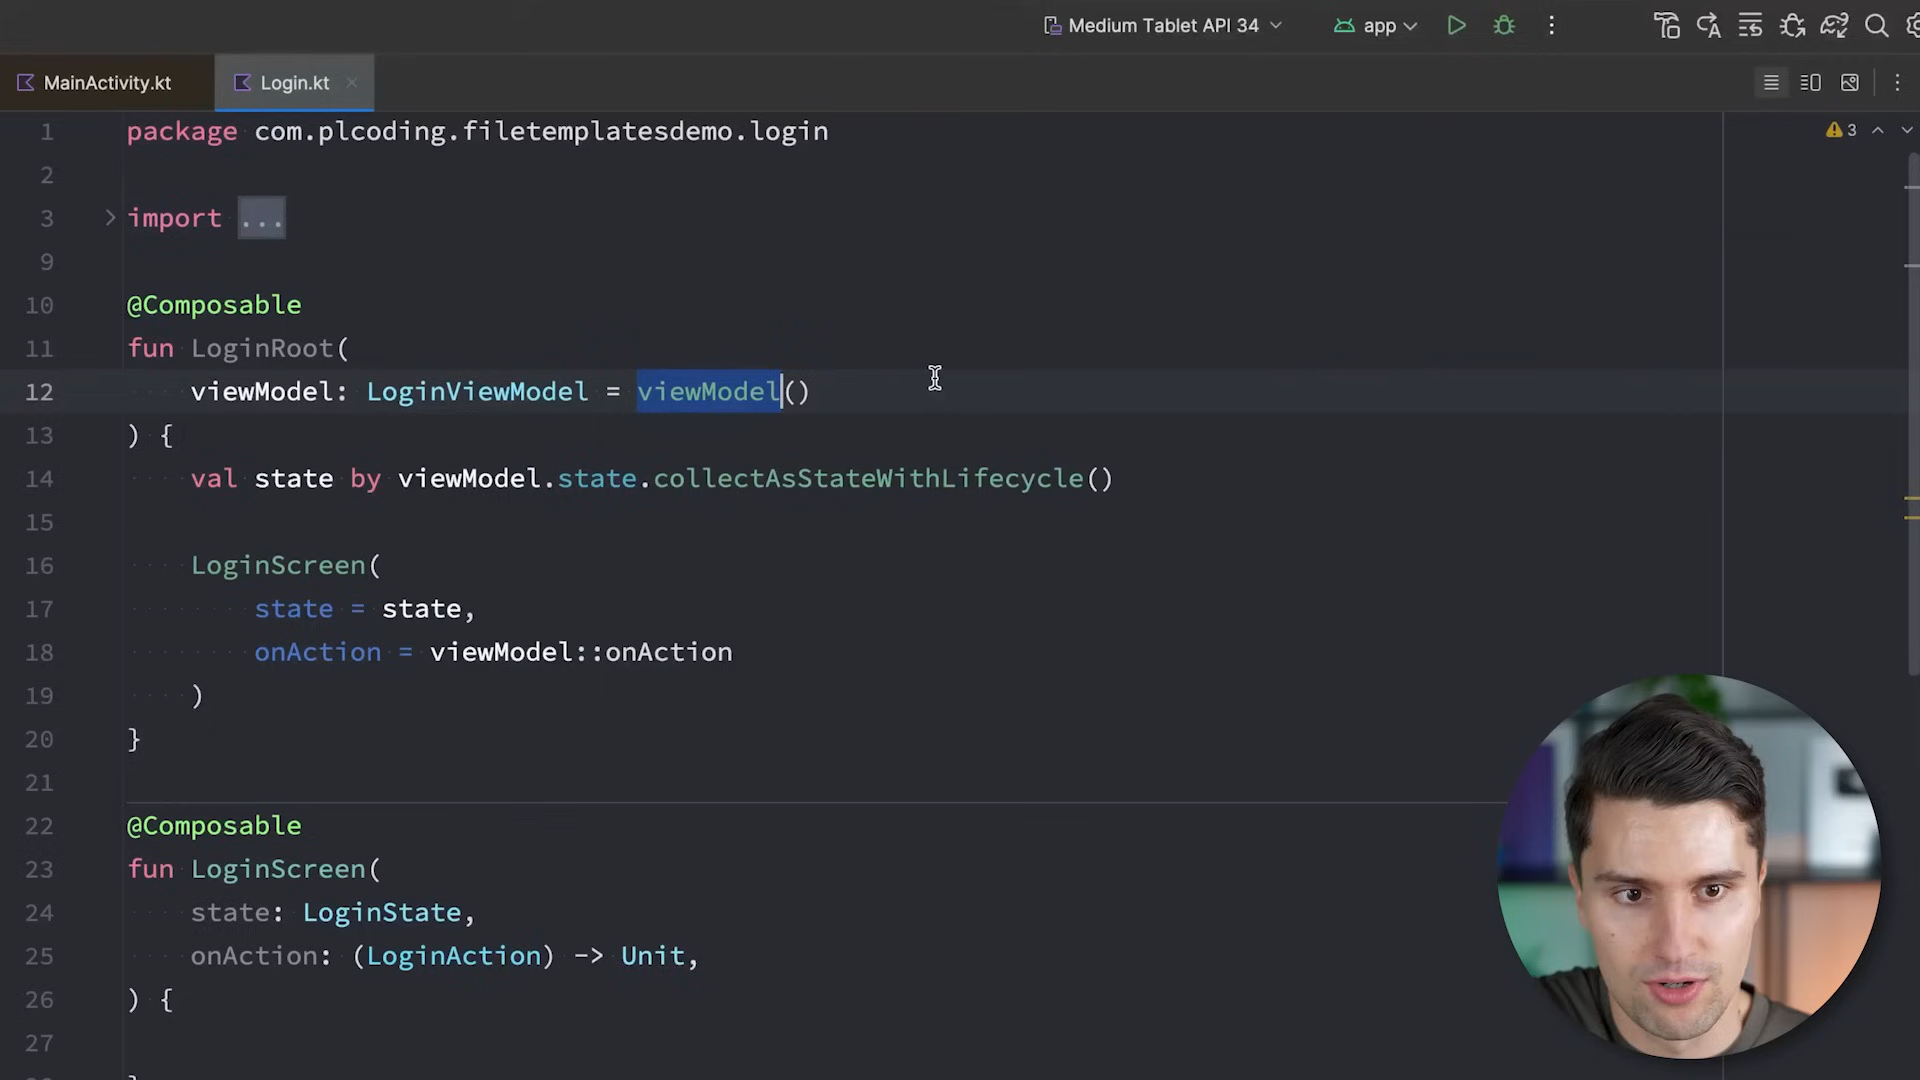 Medium Tablet API 34
app
MainActivity.kt
Login.kt
3
1 package com.plcoding.filetemplatesdemo.login
2
3 import ...
9
10 @Composable
11 fun LoginRoot(
12 viewModel: LoginViewModel = viewModel()
13 ) {
14 val state by viewModel.state.collectAsStateWithLifecycle()
15
16 LoginScreen(
17 state = state,
18 onAction = viewModel::onAction
19 )
20 }
21
22 @Composable
23 fun LoginScreen(
24 state: LoginState,
25 onAction: (LoginAction) -> Unit,
26 ) {
27